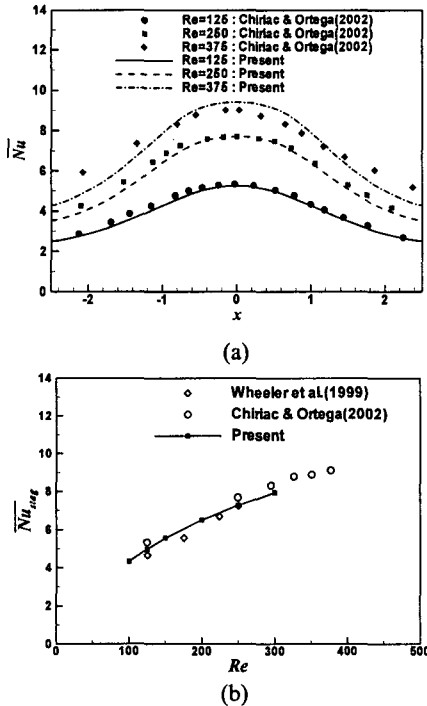 14
12
10
8
6
4
2
0
Nu
Re=125 : Chiriac & Ortega(2002)
Re=250 : Chiriac & Ortega(2002)
Re=375 : Chiriac & Ortega(2002)
Re=125 : Present
Re=250 : Present
Re=375 : Present
-2 -1 0 1 2
x
(a)
14
12
10
8
6
4
2
0
Nu stag
Wheeler et al.(1999)
Chiriac & Ortega(2002)
Present
0 100 200 300 400 500
Re
(b)